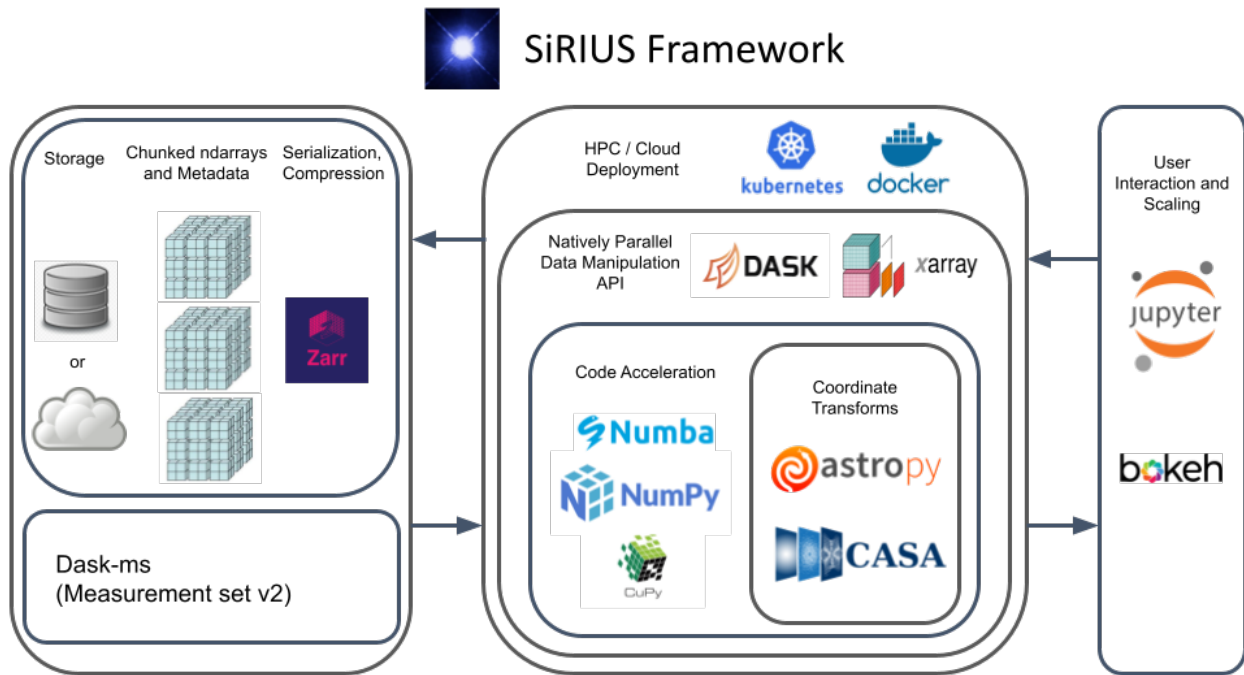 SiRIUS Framework
Storage
Chunked ndarrays
and Metadata
Serialization,
Compression
or
Zarr
Dask-ms
(Measurement set v2)
HPC / Cloud
Deployment
kubernetes
docker
Natively Parallel
Data Manipulation
API
DASK
xarray
Code Acceleration
Numba
NumPy
CuPy
Coordinate
Transforms
astropy
CASA
User
Interaction and
Scaling
jupyter
bokeh